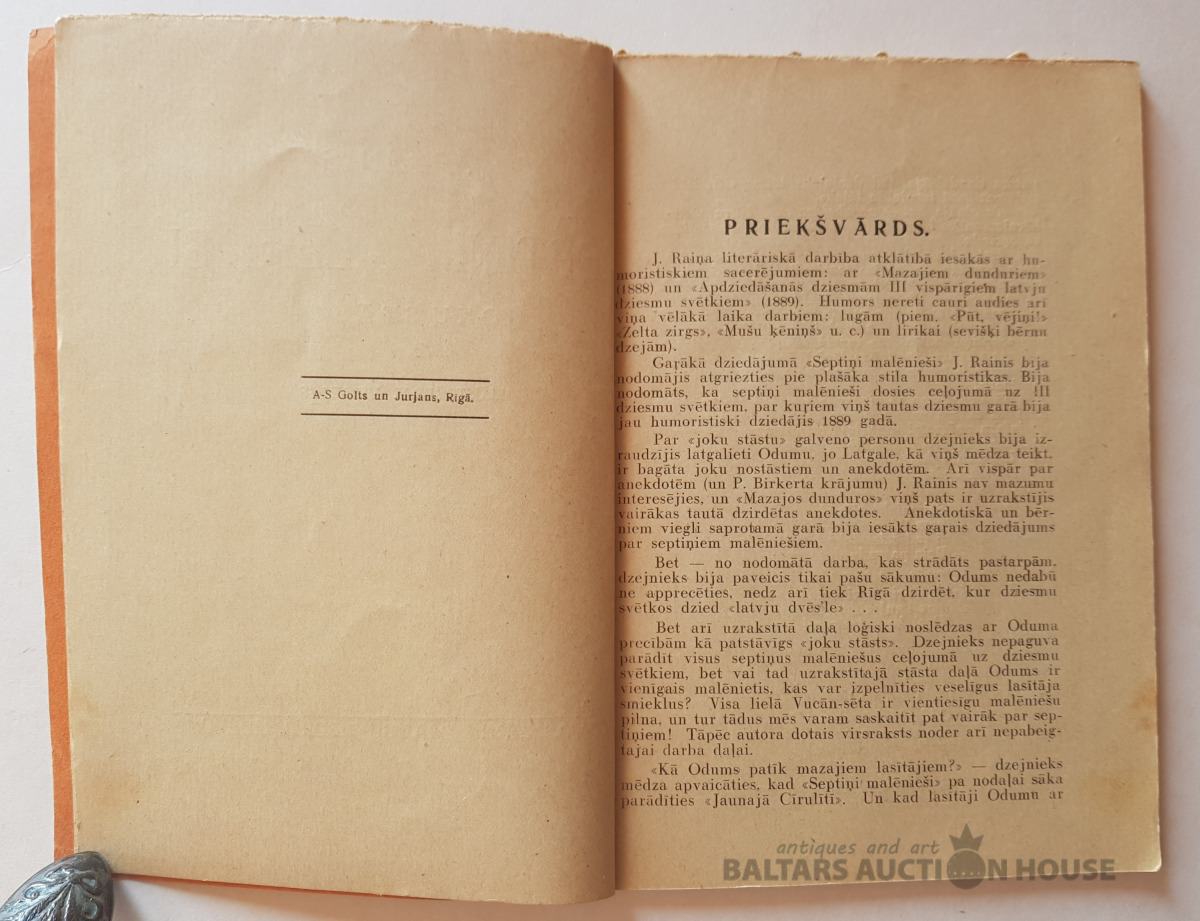 A-S Golts un Jurjans, Rīgā.
PRIEKŠVĀRDS.
J. Raiņa literāriskā darbība atklātībā iesākās ar hu-
moristiskiem sacerējumiem: ar «Mazajiem dunduriem»
(1888) un «Apdziedāšanās dziesmām III vispārīgiem latvju
dziesmu svētkiem» (1889). Humors nereti cauri audies arī
viņa vēlākā laika darbiem: lugām (piem. «Pūt, vējiņi!»
«Zelta zirgs», «Mušu ķēniņš» u. c.) un lirikai (sevišķi bērnu
dzejām).
Gaŗākā dziedājumā «Septiņi malēnieši» J. Rainis bija
nodomājis atgriezties pie plašāka stila humoristikas. Bija
nodomāts, ka septiņi malēnieši dosies ceļojumā uz III
dziesmu svētkiem, par kuŗiem viņš tautas dziesmu garā bija
jau humoristiski dziedājis 1889 gadā.
Par «joku stāstu» galveno personu dzejnieks bija iz-
raudzījis latgalieti Odumu, jo Latgale, kā viņš mēdza teikt,
ir bagāta joku nostāstiem un anekdotēm. Arī vispār par
anekdotēm (un P. Birkerta krājumu) J. Rainis nav mazumu
interesējies, un «Mazajos dunduros» viņš pats ir uzrakstījis
vairākas tautā dzirdētas anekdotes. Anekdotiskā un bēr-
niem viegli saprotamā garā bija iesākts gaŗais dziedājums
par septiņiem malēniešiem.
Bet — no nodomātā darba, kas strādāts pastarpām,
dzejnieks bija paveicis tikai pašu sākumu: Odums nedabū
ne apprecēties, nedz arī tiek Rīgā dzirdēt, kur dziesmu
svētkos dzied «latvju dvēs'le» . . .
Bet arī uzrakstītā daļa loģiski noslēdzas ar Oduma
precībām kā patstāvīgs «joku stāsts». Dzejnieks nepaguva
parādīt visus septiņus malēniešus ceļojumā uz dziesmu
svētkiem, bet vai tad uzrakstītajā stāsta daļā Odums ir
vienīgais malēnietis, kas var izpelnīties veselīgus lasītāja
smieklus? Visa lielā Vucān-sēta ir vientiesīgu malēniešu
pilna, un tur tādus mēs varam saskaitīt pat vairāk par sep-
tiņiem! Tāpēc autora dotais virsraksts noder arī nepabeig-
tajai darba daļai.
«Kā Odums patīk mazajiem lasītājiem?» — dzejnieks
mēdza apvaicāties, kad «Septiņi malēnieši» pa nodaļai sāka
parādīties «Jaunajā Cīrulītī». Un kad lasītāji Odumu ar
antiques and art
BALTARS AUCTION HOUSE